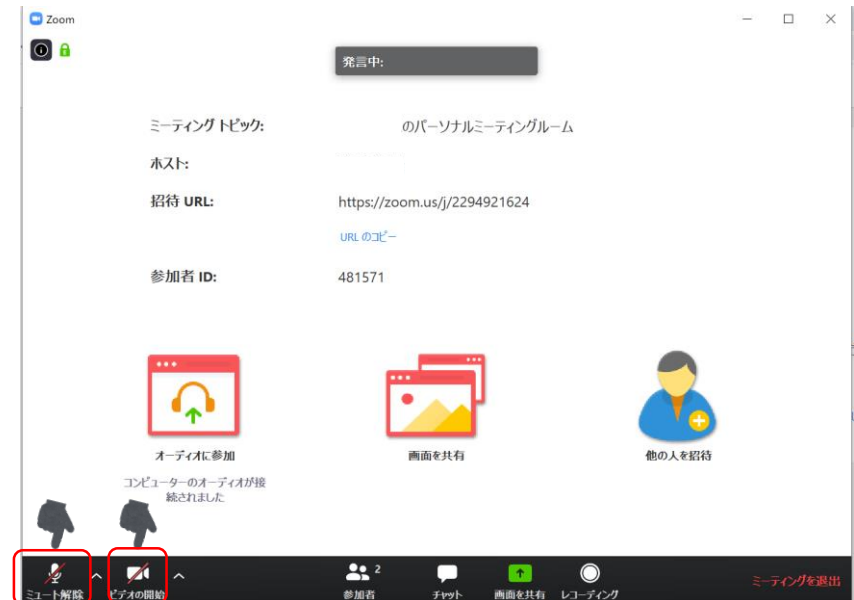 Zoom
発言中:
ミーティング トピック:
のパーソナルミーティングルーム
ホスト:
招待 URL:
https://zoom.us/j/2294921624
URL のコピー
参加者 ID:
481571
オーディオに参加
画面を共有
他の人を招待
コンピューターのオーディオが接
続されました
2
ミュート解除
ビデオの開始
参加者
チャット
画面を共有
レコーディング
ミーティングを退出